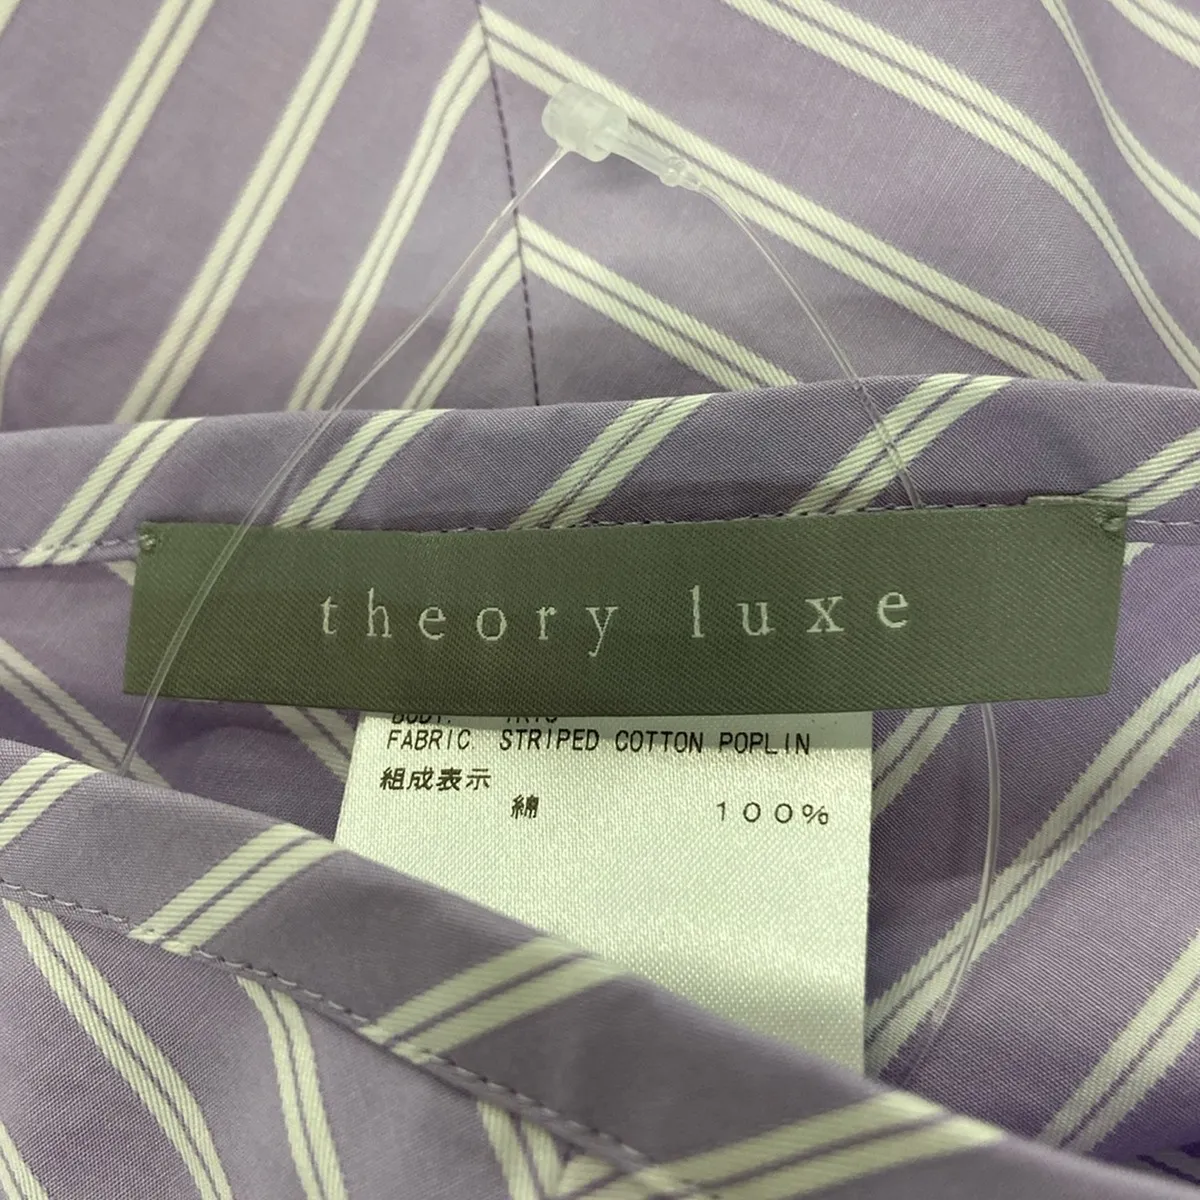 theory luxe
FABRIC STRIPED COTTON POPLIN
組成表示
綿 100%